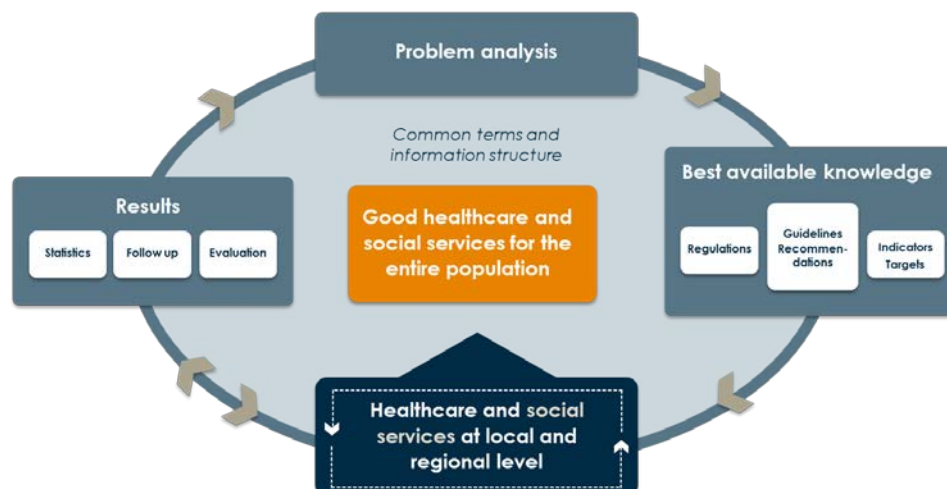 Problem analysis
Common terms and
information structure
Best available knowledge
Regulations
Guidelines
Recommen-
dations
Indicators
Targets
Results
Statistics
Follow up
Evaluation
Good healthcare and
social services for the
entire population
Healthcare and social
services at local and
regional level